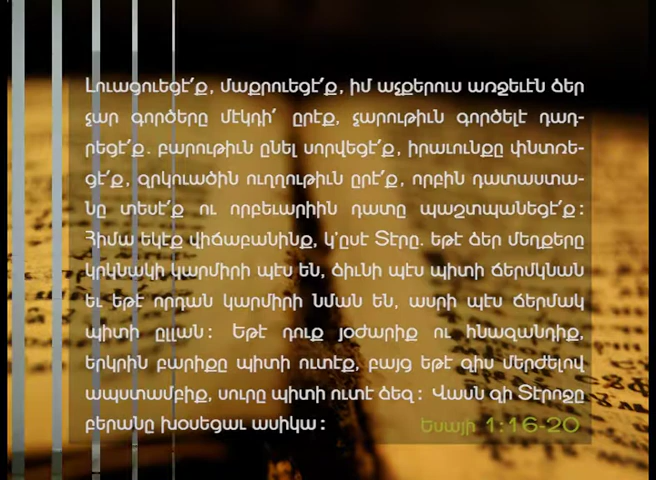 Լուացուեցէ՛ք, մաքրուեցէ՛ք, իմ աչքերուս առջեւէն ձեր
չար գործերը մէկդի՛ ըրէք, չարութիւն գործելէ դադ-
րեցէ՛ք. բարութիւն ընել սորվեցէ՛ք, իրաւունքը փնտռե-
ցէ՛ք, զրկուածին ուղղութիւն ըրէ՛ք, որբին դատաստա-
նը տեսէ՛ք ու որբեւարիին դատը պաշտպանեցէ՛ք:
Հիմա եկէք վիճաբանինք, կ՚ըսէ Տէրը. եթէ ձեր մեղքերը
կրկնակի կարմիրի պէս են, ձիւնի պէս պիտի ճերմկնան
եւ եթէ որդան կարմիրի նման են, ասրի պէս ճերմակ
պիտի ըլլան: Եթէ դուք յօժարիք ու հնազանդիք,
երկրին բարիքը պիտի ուտէք, բայց եթէ զիս մերժելով
ապստամբիք, սուրը պիտի ուտէ ձեզ: Վասն զի Տէրոջը
բերանը խօսեցաւ ասիկա:
Եսայի 1:16-20